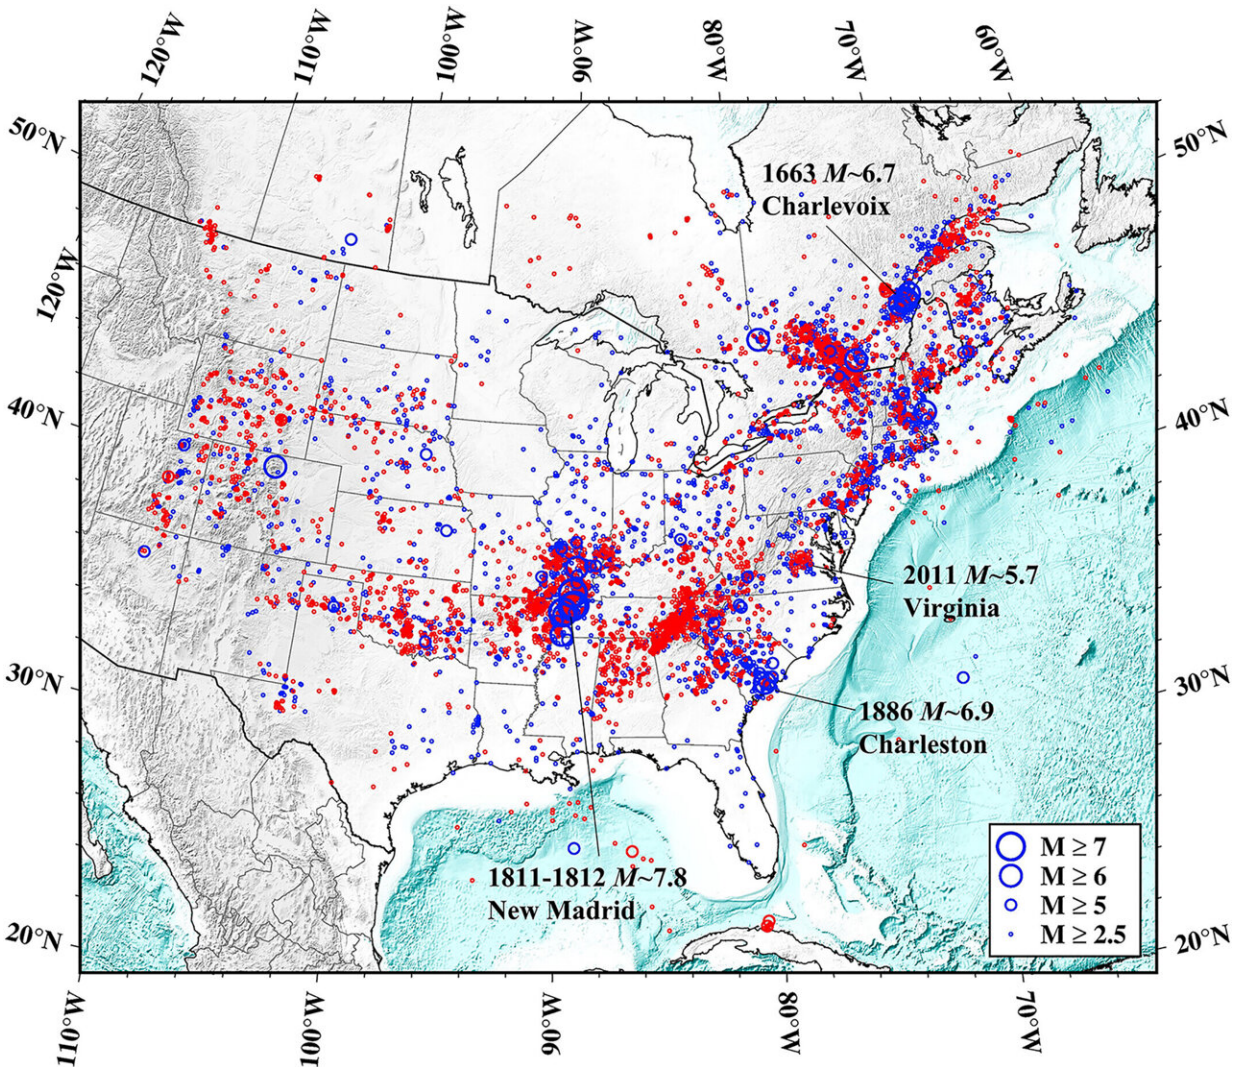 120°W
110°W
100°W
90°W
80°W
70°W
60°W
50°N
50°N
1663 M~6.7
Charlevoix
120°W
40°N
40°N
2011 M~5.7
Virginia
30°N
30°N
1886 M~6.9
Charleston
M ≥ 7
M ≥ 6
M ≥ 5
M ≥ 2.5
1811-1812 M~7.8
New Madrid
20°N
20°N
110°W
100°W
90°W
80°W
70°W